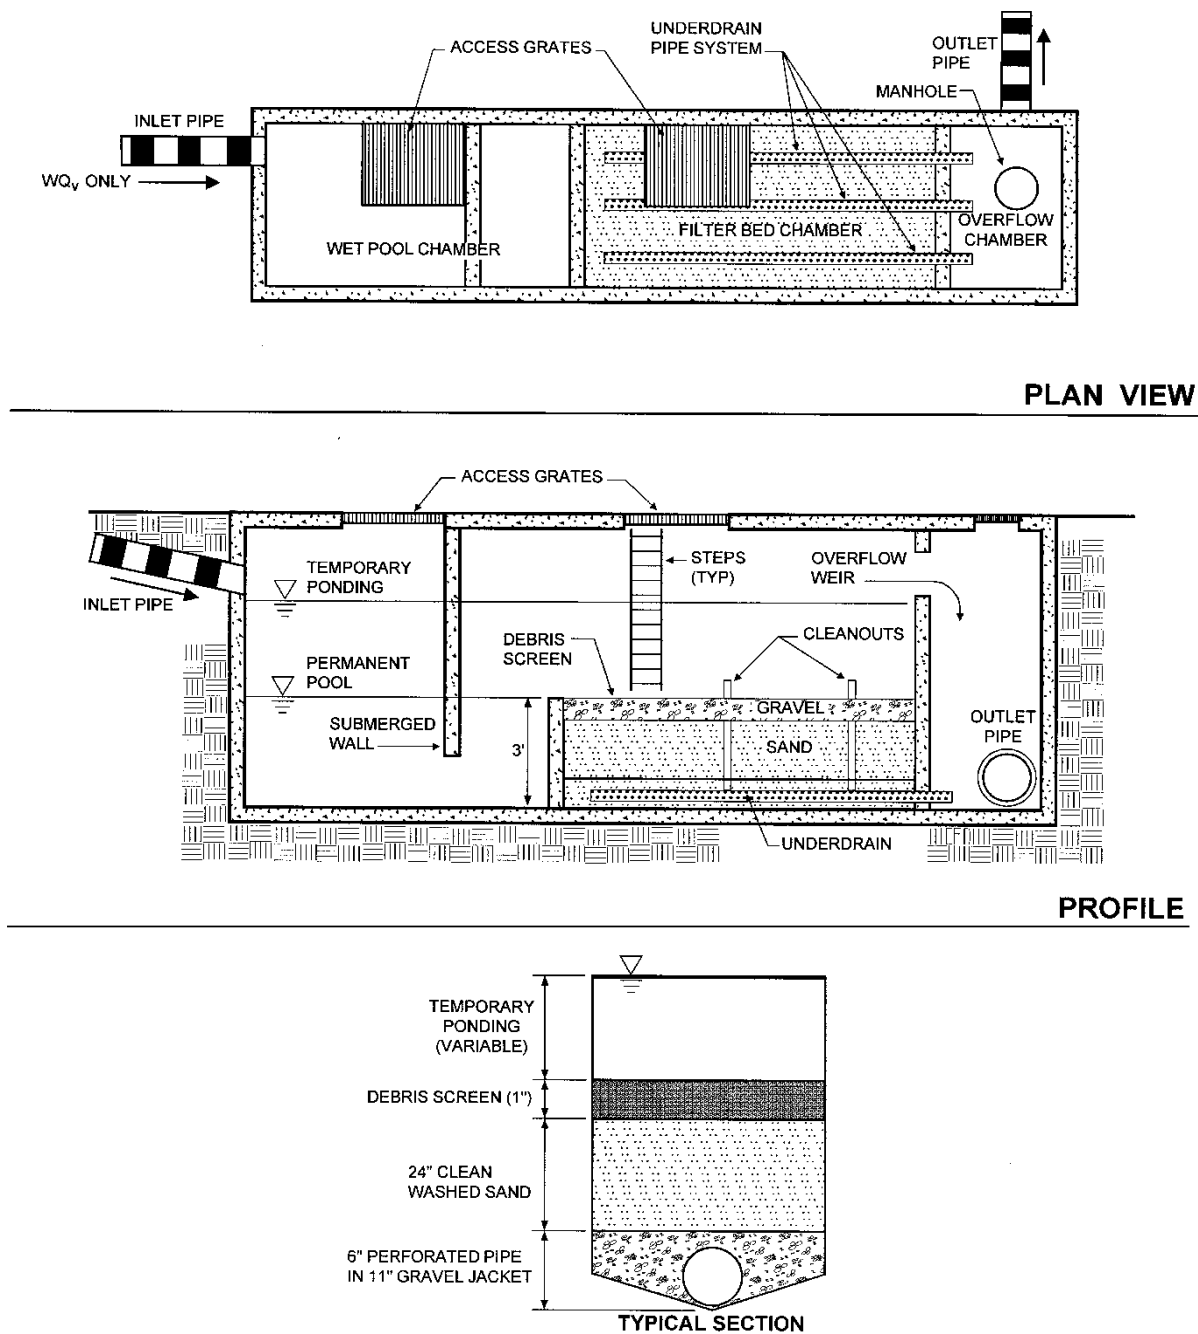 UNDERDRAIN
PIPE SYSTEM
ACCESS GRATES
OUTLET
PIPE
MANHOLE
INLET PIPE
WQv ONLY
WET POOL CHAMBER
FILTER BED CHAMBER
OVERFLOW
CHAMBER
PLAN VIEW
ACCESS GRATES
TEMPORARY
PONDING
STEPS
(TYP)
OVERFLOW
WEIR
INLET PIPE
DEBRIS
SCREEN
CLEANOUTS
PERMANENT
POOL
SUBMERGED
WALL
3'
GRAVEL
SAND
OUTLET
PIPE
UNDERDRAIN
PROFILE
TEMPORARY
PONDING
(VARIABLE)
DEBRIS SCREEN (1")
24" CLEAN
WASHED SAND
6" PERFORATED PIPE
IN 11" GRAVEL JACKET
TYPICAL SECTION